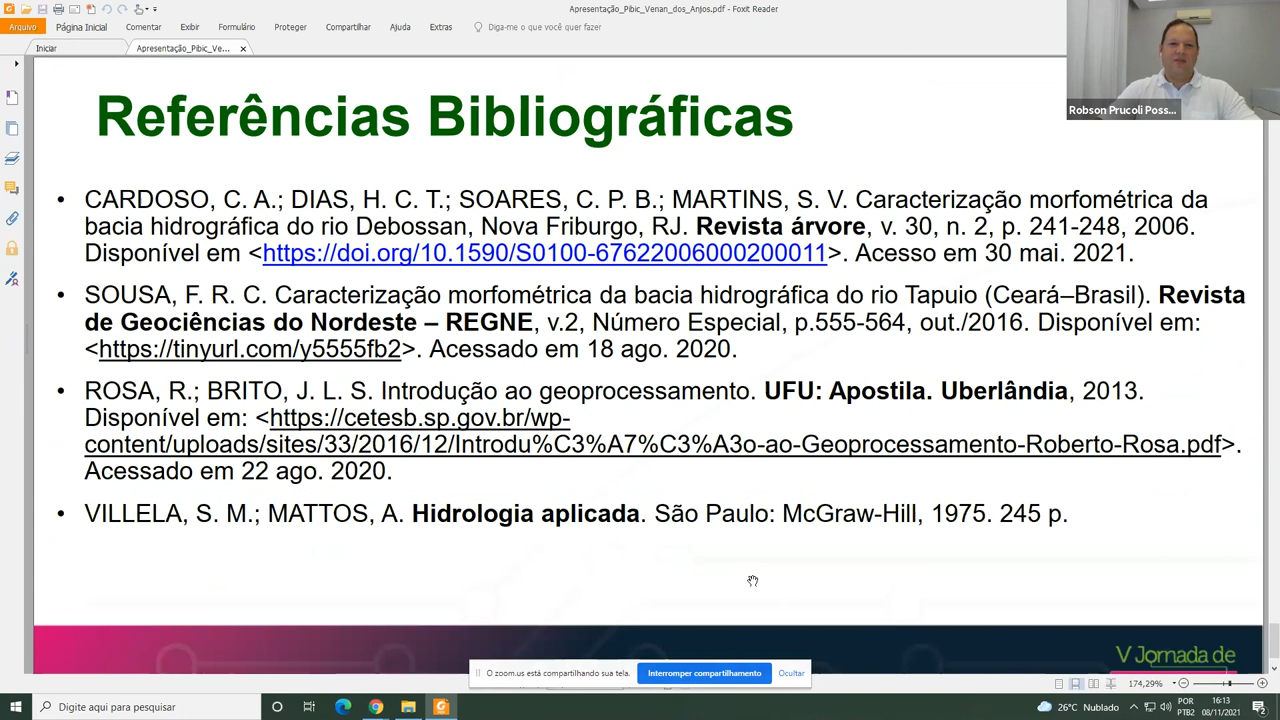 Apresentação_Pibic_Venan_dos_Anjos.pdf - Foxit Reader
Arquivo Página Inicial Comentar Exibir Formulário Proteger Compartilhar Ajuda Extras Diga-me o que você quer fazer
Iniciar Apresentação_Pibic_Ve...
Robson Prucoli Poss...
Referências Bibliográficas
• CARDOSO, C. A.; DIAS, H. C. T.; SOARES, C. P. B.; MARTINS, S. V. Caracterização morfométrica da
bacia hidrográfica do rio Debossan, Nova Friburgo, RJ. Revista árvore, v. 30, n. 2, p. 241-248, 2006.
Disponível em <https://doi.org/10.1590/S0100-67622006000200011>. Acesso em 30 mai. 2021.
• SOUSA, F. R. C. Caracterização morfométrica da bacia hidrográfica do rio Tapuio (Ceará–Brasil). Revista
de Geociências do Nordeste – REGNE, v.2, Número Especial, p.555-564, out./2016. Disponível em:
<https://tinyurl.com/y5555fb2>. Acessado em 18 ago. 2020.
• ROSA, R.; BRITO, J. L. S. Introdução ao geoprocessamento. UFU: Apostila. Uberlândia, 2013.
Disponível em: <https://cetesb.sp.gov.br/wp-
content/uploads/sites/33/2016/12/Introdu%C3%A7%C3%A3o-ao-Geoprocessamento-Roberto-Rosa.pdf>.
Acessado em 22 ago. 2020.
• VILLELA, S. M.; MATTOS, A. Hidrologia aplicada. São Paulo: McGraw-Hill, 1975. 245 p.
V Jornada de
O zoom.us está compartilhando sua tela. Interromper compartilhamento Ocultar
174,29%
Digite aqui para pesquisar
26°C Nublado
POR
PTB2
16:13
08/11/2021
2